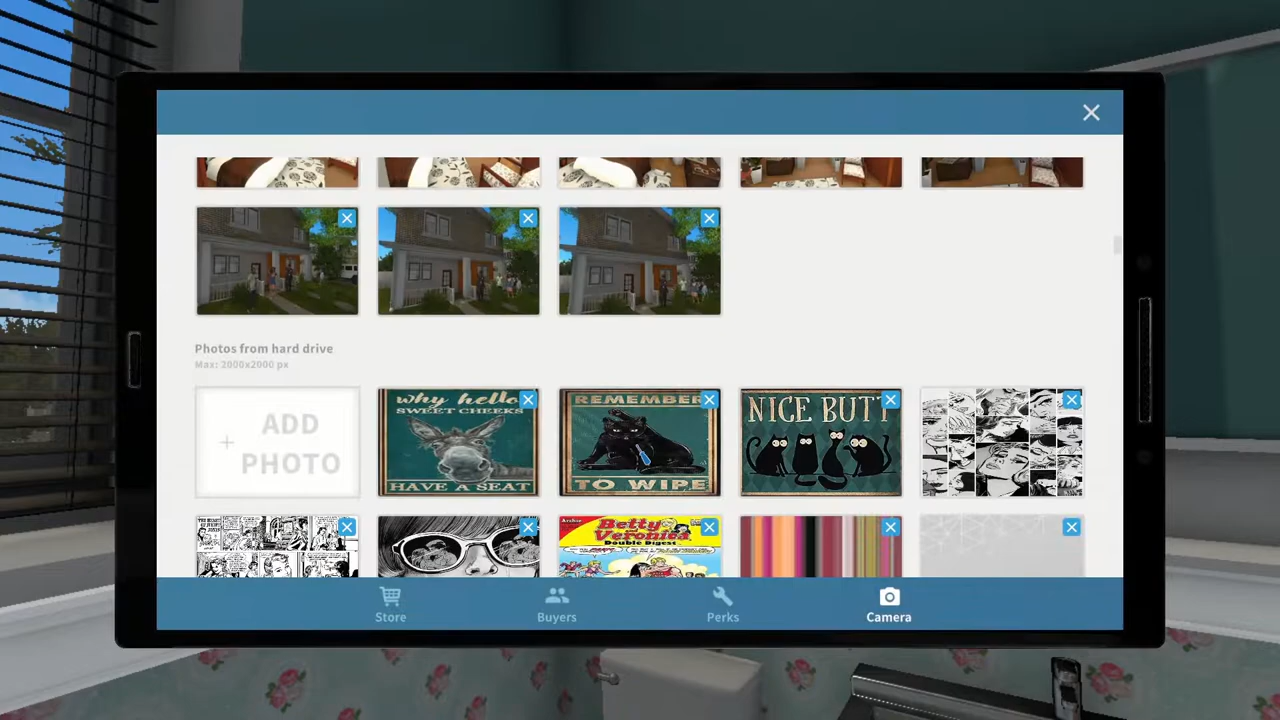 Photos from hard drive
Max: 2000x2000 px
+ ADD
PHOTO
why hello
SWEET CHEEKS
HAVE A SEAT
REMEMBER
TO WIPE
NICE BUTT
Archie
Betty
Veronica
Double Digest
Store
Buyers
Perks
Camera